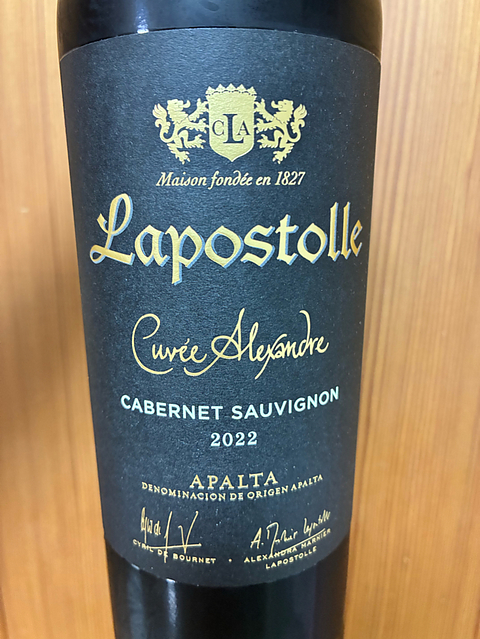 CLA
Maison fondée en 1827
Lapostolle
Cuvée Alexandre
CABERNET SAUVIGNON
2022
APALTA
DENOMINACION DE ORIGEN APALTA
CYRIL DE BOURNET • ALEXANDRA MARNIER
LAPOSTOLLE